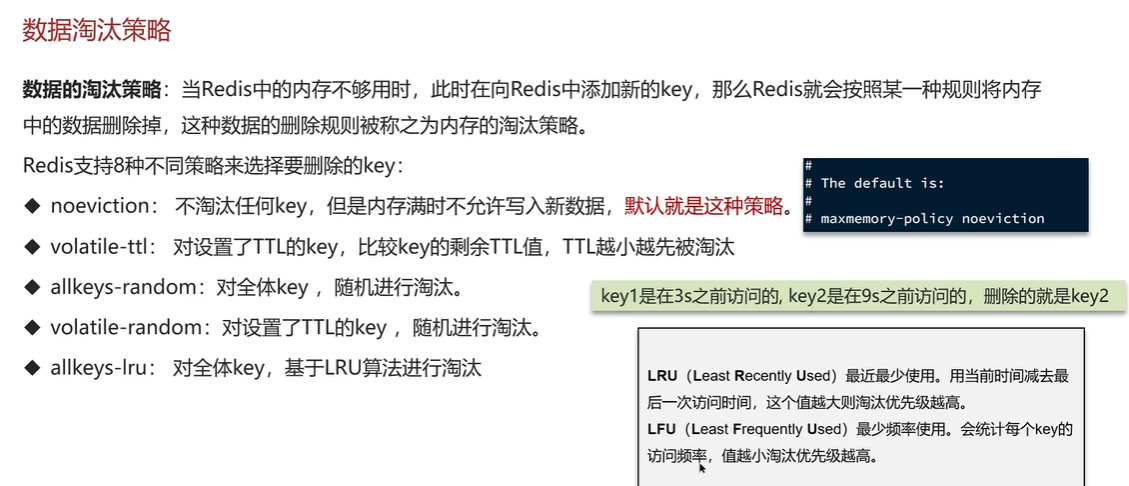 数据淘汰策略
数据的淘汰策略：当Redis中的内存不够用时，此时在向Redis中添加新的key，那么Redis就会按照某一种规则将内存
中的数据删除掉，这种数据的删除规则被称之为内存的淘汰策略。
Redis支持8种不同策略来选择要删除的key：
◆ noeviction： 不淘汰任何key，但是内存满时不允许写入新数据，默认就是这种策略。
◆ volatile-ttl： 对设置了TTL的key，比较key的剩余TTL值，TTL越小越先被淘汰
◆ allkeys-random：对全体key ，随机进行淘汰。
◆ volatile-random：对设置了TTL的key ，随机进行淘汰。
◆ allkeys-lru： 对全体key，基于LRU算法进行淘汰
#
# The default is:
#
# maxmemory-policy noeviction
key1是在3s之前访问的, key2是在9s之前访问的，删除的就是key2
LRU（Least Recently Used）最近最少使用。用当前时间减去最
后一次访问时间，这个值越大则淘汰优先级越高。
LFU（Least Frequently Used）最少频率使用。会统计每个key的
访问频率，值越小淘汰优先级越高。